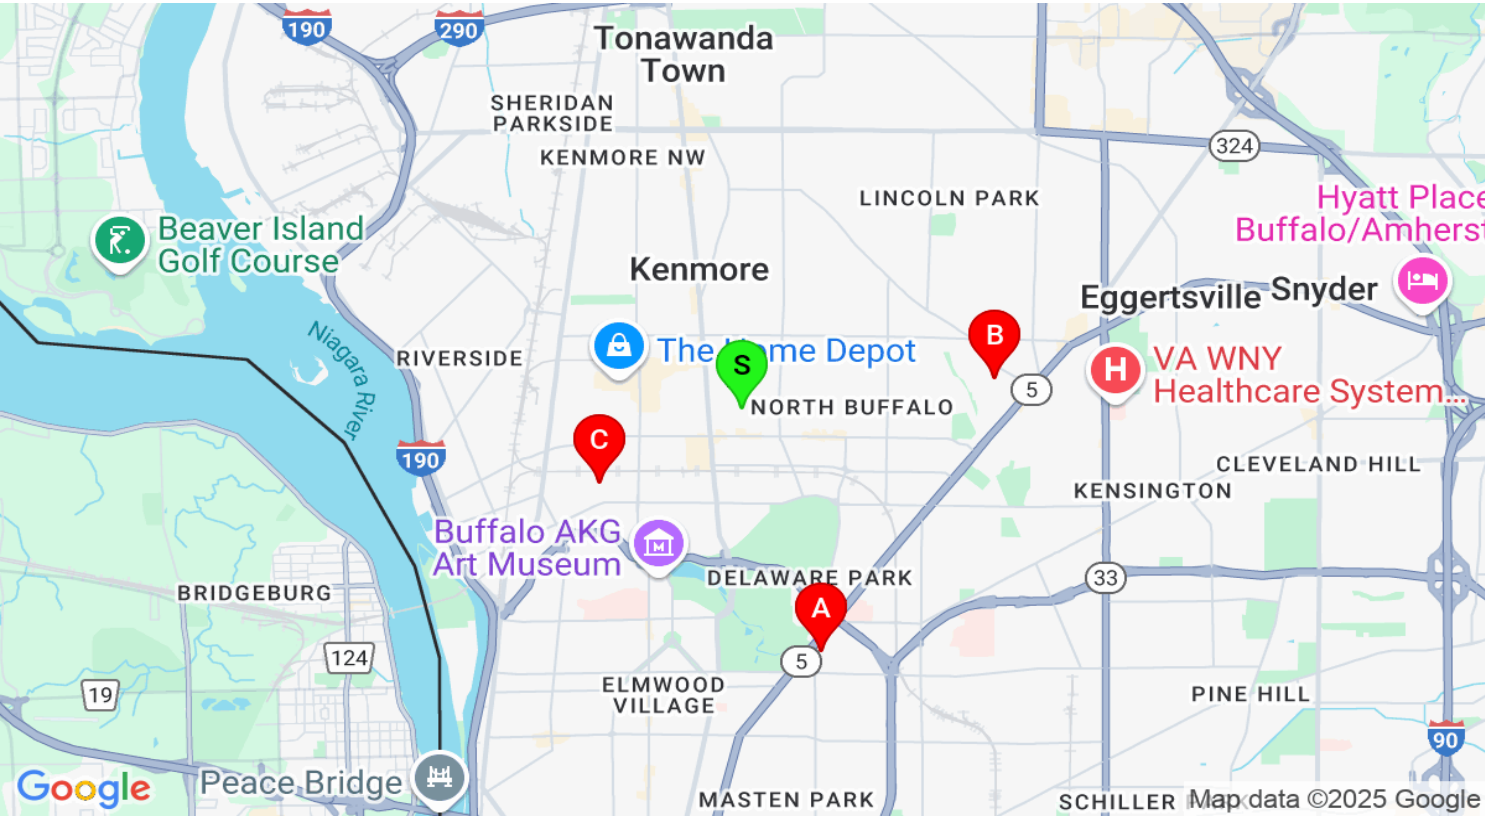 190
290
Tonawanda
Town
SHERIDAN
PARKSIDE
KENMORE NW
324
LINCOLN PARK
Hyatt Place
Buffalo/Amherst
Beaver Island
Golf Course
Kenmore
Eggertsville
Snyder
Niagara River
RIVERSIDE
The Home Depot
B
S
5
H
VA WNY
Healthcare System...
NORTH BUFFALO
C
190
CLEVELAND HILL
KENSINGTON
Buffalo AKG
Art Museum
DELAWARE PARK
33
BRIDGEBURG
A
124
5
19
ELMWOOD
VILLAGE
PINE HILL
90
Google
Peace Bridge
MASTEN PARK
SCHILLER PARK
Map data ©2025 Google